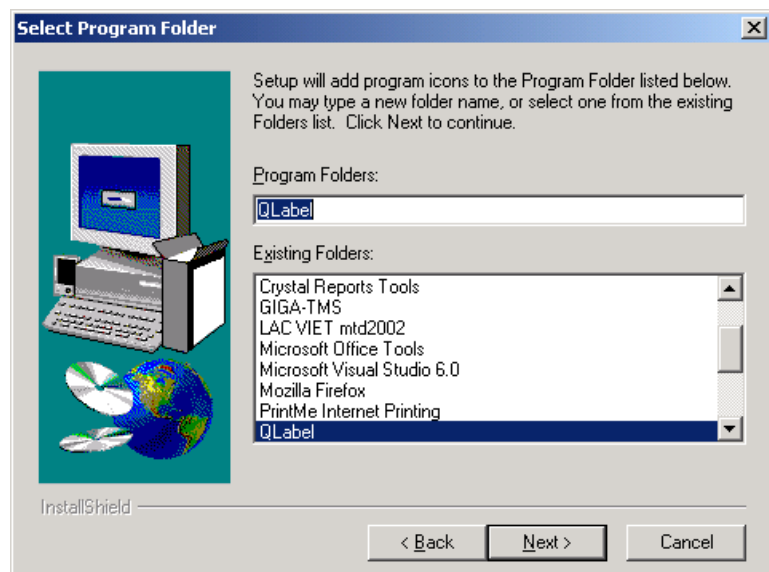 Select Program Folder
Setup will add program icons to the Program Folder listed below.
You may type a new folder name, or select one from the existing
Folders list. Click Next to continue.
Program Folders:
QLabel
Existing Folders:
Crystal Reports Tools
GIGA-TMS
LAC VIET mtd2002
Microsoft Office Tools
Microsoft Visual Studio 6.0
Mozilla Firefox
PrintMe Internet Printing
QLabel
InstallShield
< Back
Next >
Cancel